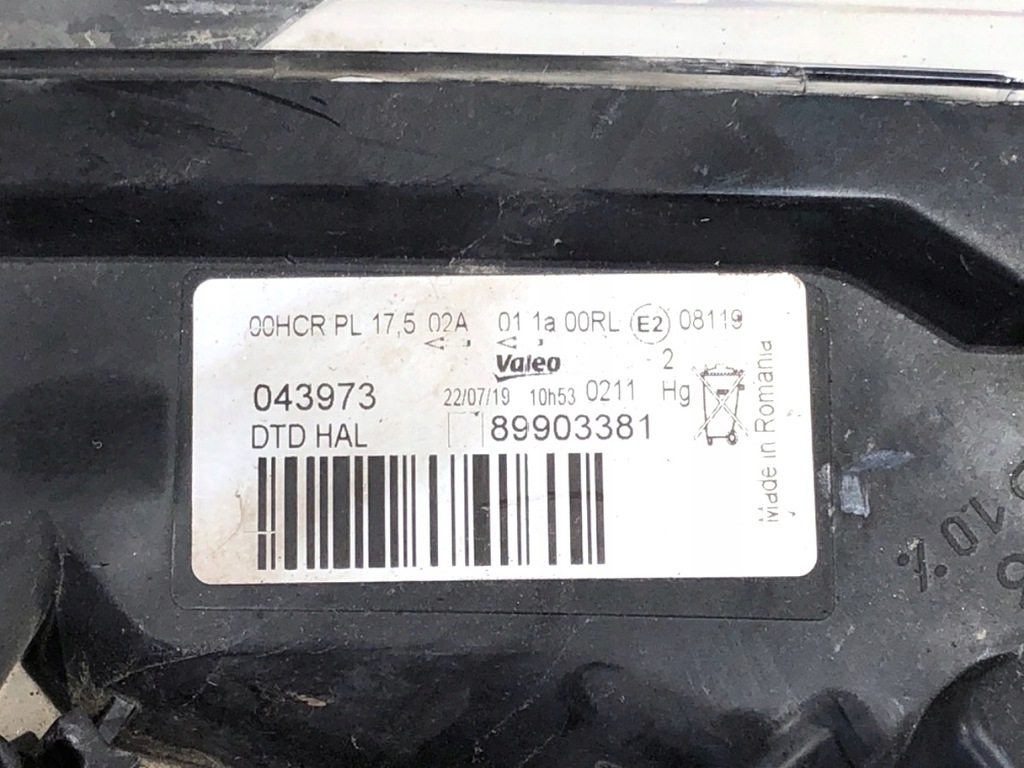 00HCR PL 17,5 02A 01 1a 00RL E2 08119
Valeo 2
043973 22/07/19 10h53 0211 Hg
DTD HAL 89903381
Made in Romania
10 %